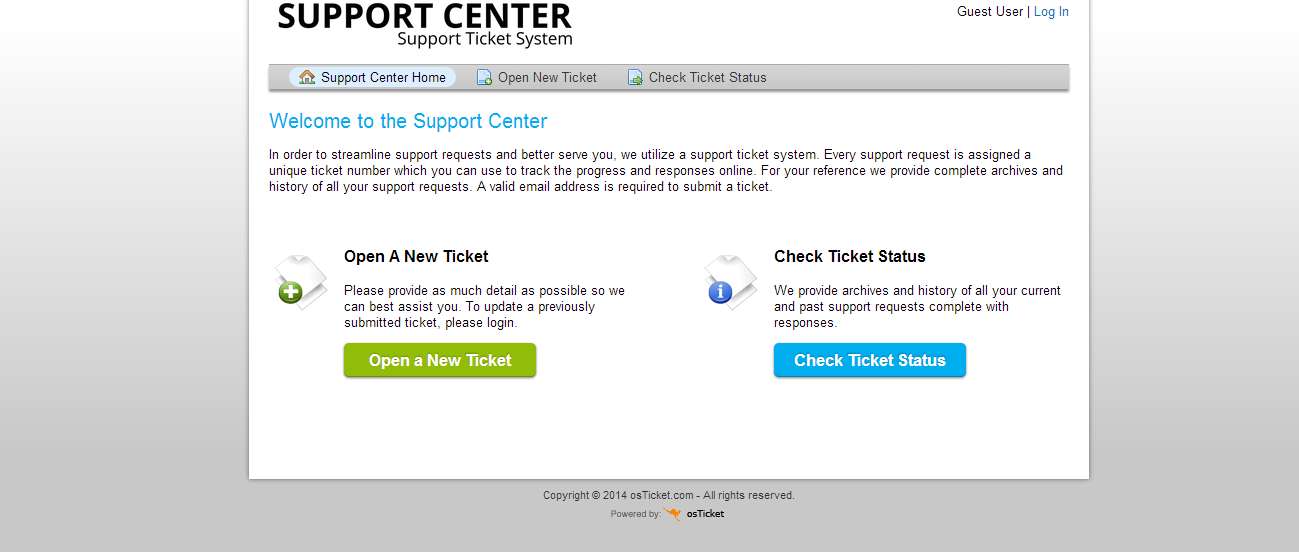 SUPPORT CENTER
Support Ticket System
Guest User | Log In
Support Center Home
Open New Ticket
Check Ticket Status
Welcome to the Support Center
In order to streamline support requests and better serve you, we utilize a support ticket system. Every support request is assigned a
unique ticket number which you can use to track the progress and responses online. For your reference we provide complete archives and
history of all your support requests. A valid email address is required to submit a ticket.
Open A New Ticket
Please provide as much detail as possible so we
can best assist you. To update a previously
submitted ticket, please login.
Open a New Ticket
Check Ticket Status
We provide archives and history of all your current
and past support requests complete with
responses.
Check Ticket Status
Copyright © 2014 osTicket.com - All rights reserved.
Powered by: osTicket